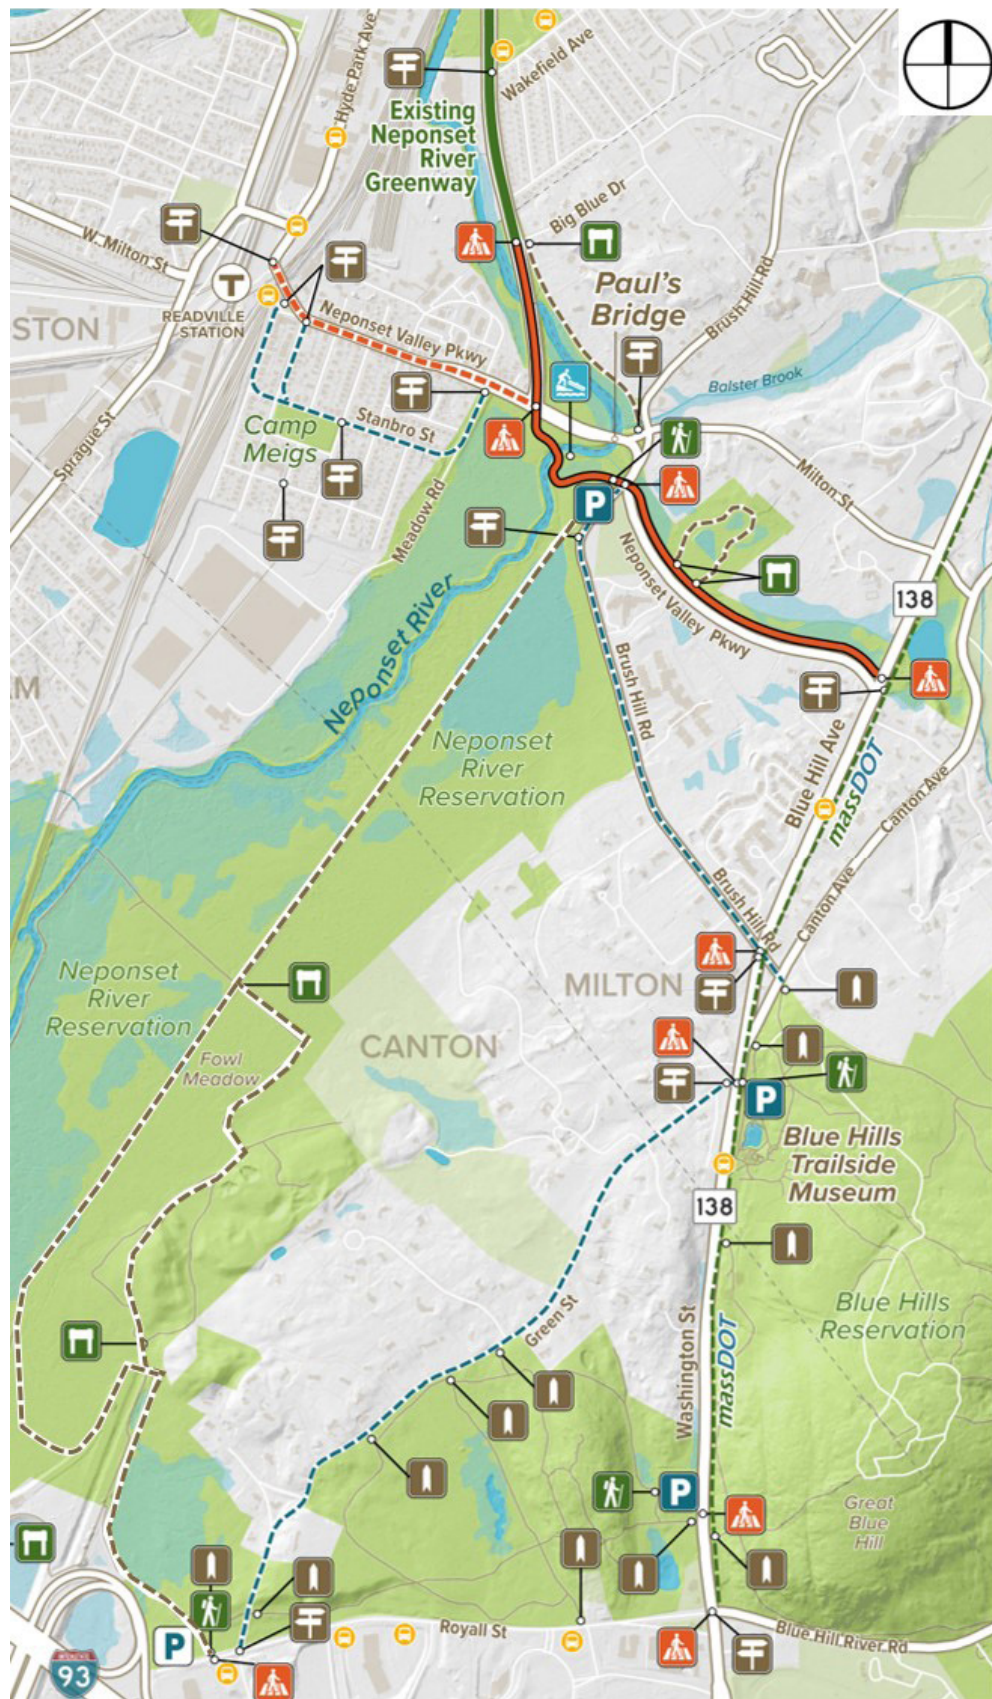 Hyde Park Ave
Wakefield Ave
Existing
Neponset
River
Greenway
Big Blue Dr
W. Milton St
T
READVILLE
STATION
STON
Neponset Valley Pkwy
Paul's
Bridge
Brush Hill Rd
Balster Brook
Camp
Meigs
Stanbro St
Sprague St
Meadow Rd
Milton St
P
Neponset River
Neponset Valley Pkwy
138
AM
Brush Hill Rd
Neponset
River
Reservation
Blue Hill Ave
massDOT
Canton Ave
Brush Hill Rd
Canton Ave
Neponset
River
Reservation
MILTON
Fowl
Meadow
CANTON
P
Blue Hills
Trailside
Museum
138
Green St
Washington St
massDOT
Blue Hills
Reservation
P
Great
Blue
Hill
P
Royall St
Blue Hill River Rd
93